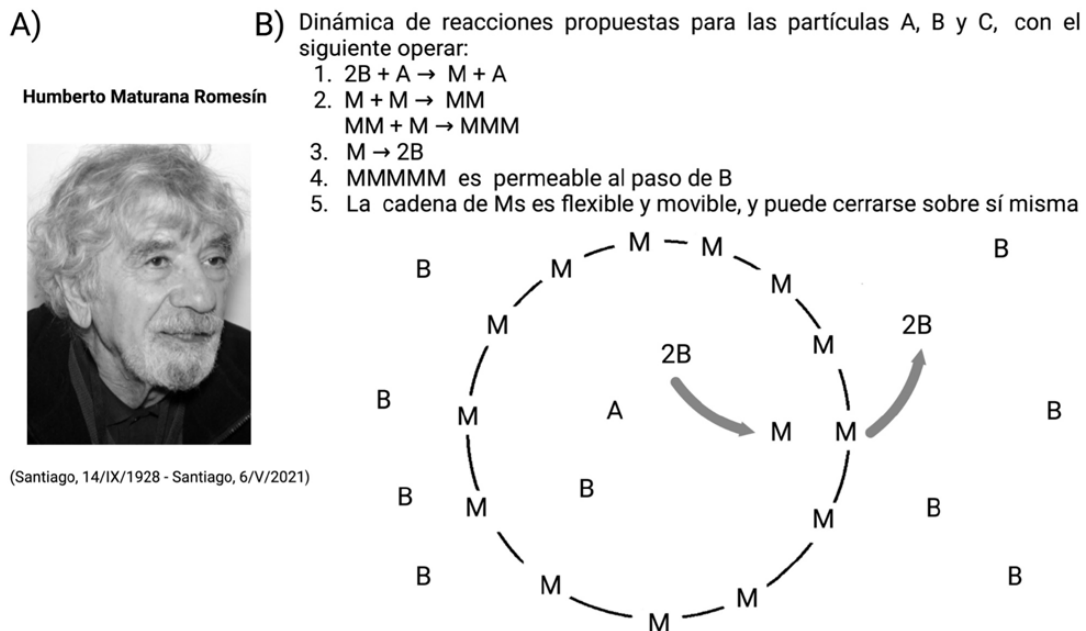 A)
Humberto Maturana Romesín
(Santiago, 14/IX/1928 - Santiago, 6/V/2021)
B) Dinámica de reacciones propuestas para las partículas A, B y C, con el
siguiente operar:
1. 2B + A → M + A
2. M + M → MM
MM + M → MMM
3. M → 2B
4. MMMMM es permeable al paso de B
5. La cadena de Ms es flexible y movible, y puede cerrarse sobre sí misma
M M
B
B M
M
M 2B
M
2B
B
A
B
M
M M
B
B
M
B
M
B M
B
M
M
M